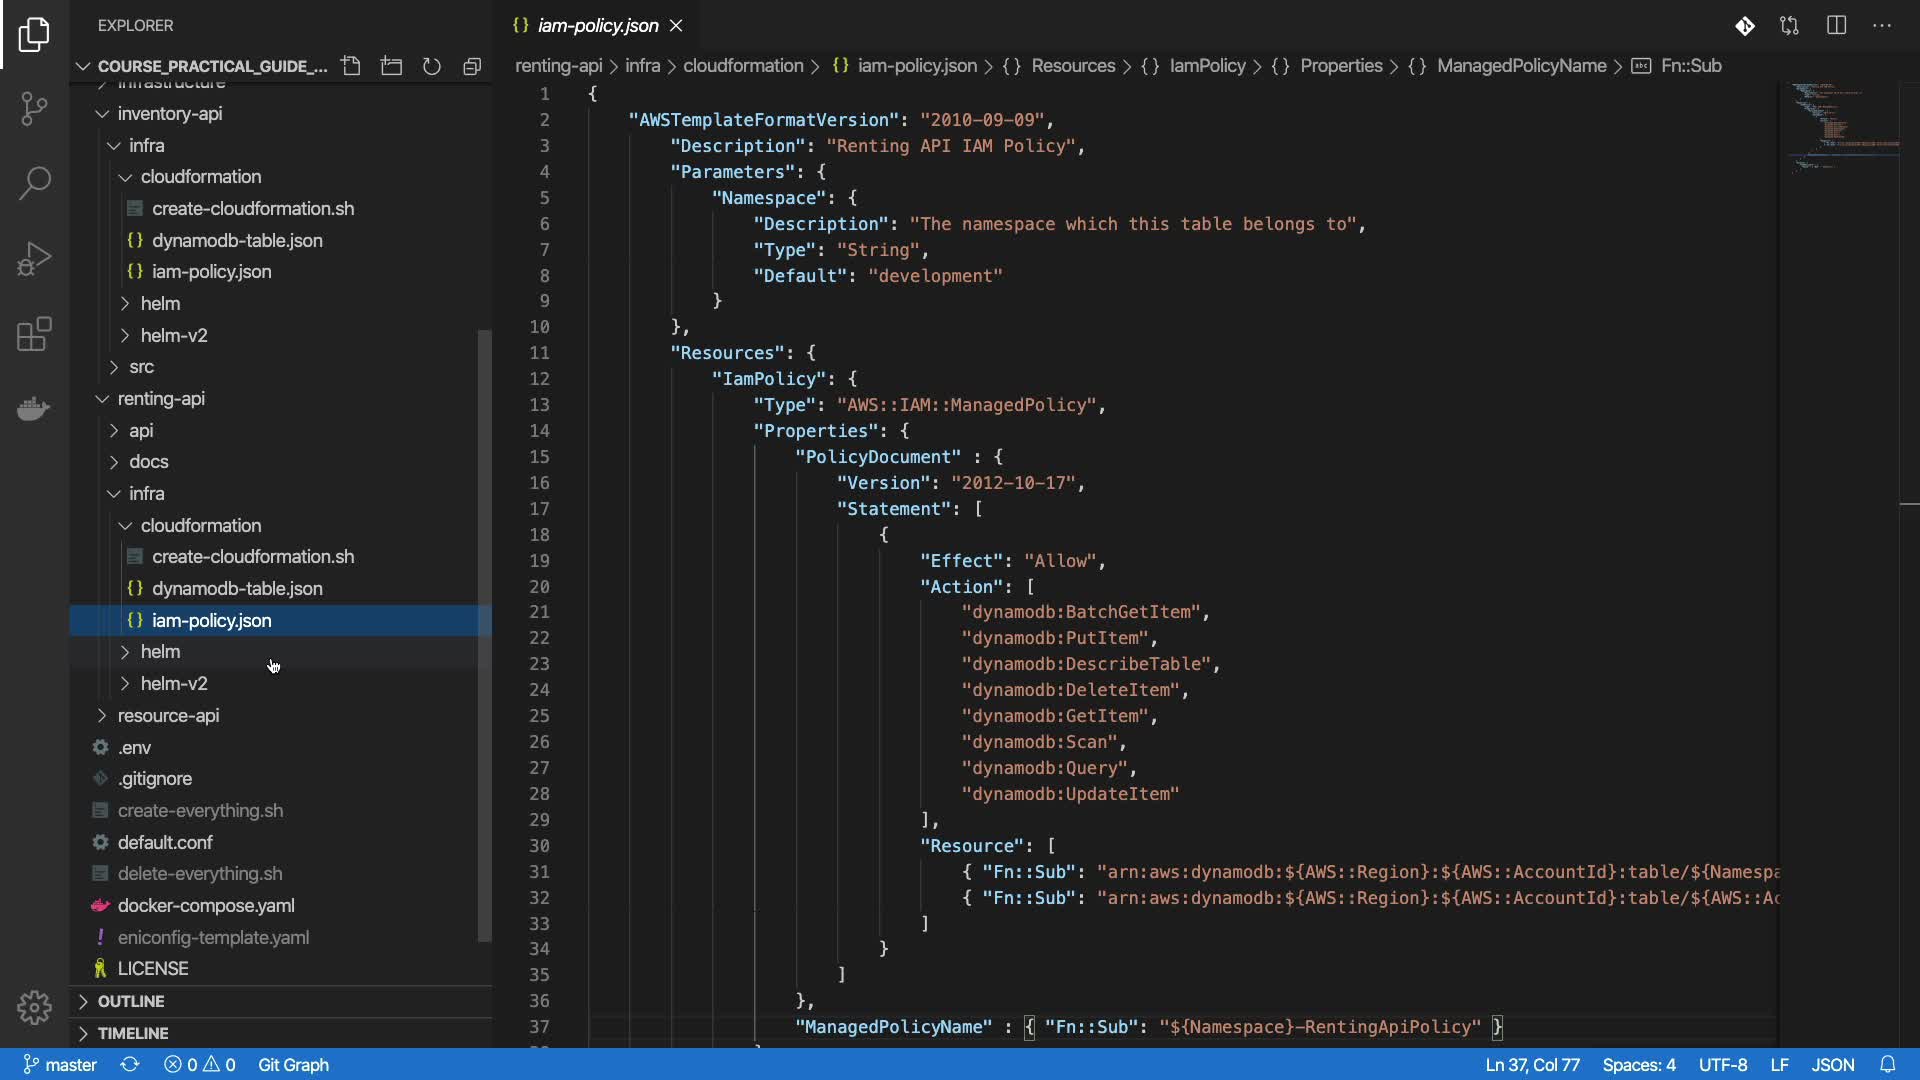 EXPLORER
COURSE_PRACTICAL_GUIDE_...
infrastructure
inventory-api
infra
cloudformation
create-cloudformation.sh
{} dynamodb-table.json
{} iam-policy.json
helm
helm-v2
src
renting-api
api
docs
infra
cloudformation
create-cloudformation.sh
{} dynamodb-table.json
{} iam-policy.json
helm
helm-v2
resource-api
.env
.gitignore
create-everything.sh
default.conf
delete-everything.sh
docker-compose.yaml
! eniconfig-template.yaml
LICENSE
OUTLINE
TIMELINE
{} iam-policy.json
renting-api > infra > cloudformation > {} iam-policy.json > {} Resources > {} IamPolicy > {} Properties > {} ManagedPolicyName > abc Fn::Sub
1 {
2 "AWSTemplateFormatVersion": "2010-09-09",
3 "Description": "Renting API IAM Policy",
4 "Parameters": {
5 "Namespace": {
6 "Description": "The namespace which this table belongs to",
7 "Type": "String",
8 "Default": "development"
9 }
10 },
11 "Resources": {
12 "IamPolicy": {
13 "Type": "AWS::IAM::ManagedPolicy",
14 "Properties": {
15 "PolicyDocument" : {
16 "Version": "2012-10-17",
17 "Statement": [
18 {
19 "Effect": "Allow",
20 "Action": [
21 "dynamodb:BatchGetItem",
22 "dynamodb:PutItem",
23 "dynamodb:DescribeTable",
24 "dynamodb:DeleteItem",
25 "dynamodb:GetItem",
26 "dynamodb:Scan",
27 "dynamodb:Query",
28 "dynamodb:UpdateItem"
29 ],
30 "Resource": [
31 { "Fn::Sub": "arn:aws:dynamodb:${AWS::Region}:${AWS::AccountId}:table/${Namespa
32 { "Fn::Sub": "arn:aws:dynamodb:${AWS::Region}:${AWS::AccountId}:table/${AWS::Ac
33 ]
34 }
35 ]
36 },
37 "ManagedPolicyName" : { "Fn::Sub": "${Namespace}-RentingApiPolicy" }
master
0
0
Git Graph
Ln 37, Col 77
Spaces: 4
UTF-8
LF
JSON